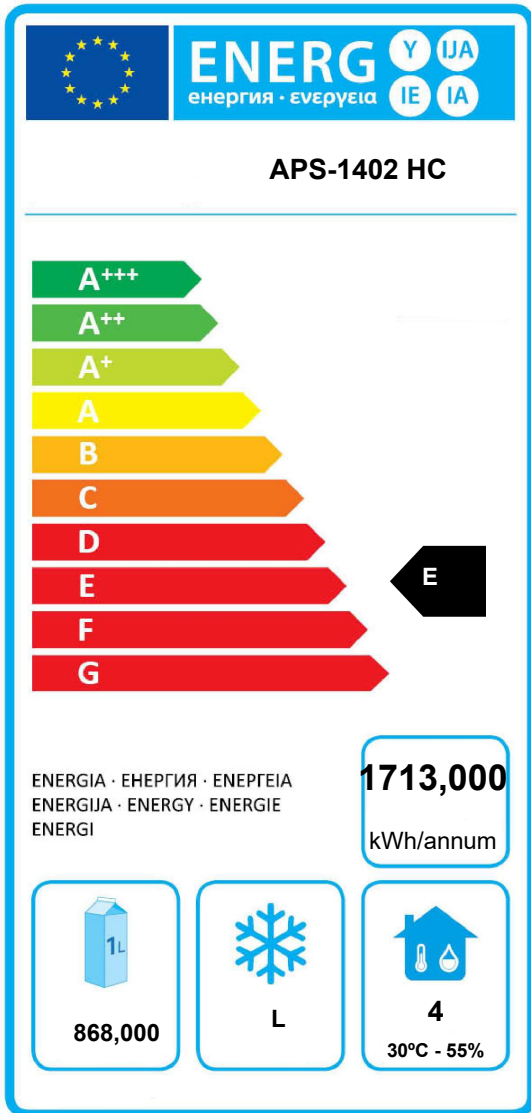 ENERG Y IJA
енергия · ενεργεια IE IA
APS-1402 HC
A+++
A++
A+
A
B
C
D
E
E
F
G
ENERGIA · ЕНЕРГИЯ · ΕΝΕΡΓΕΙΑ
ENERGIJA · ENERGY · ENERGIE
ENERGI
1713,000
kWh/annum
1L
868,000
L
4
30ºC - 55%